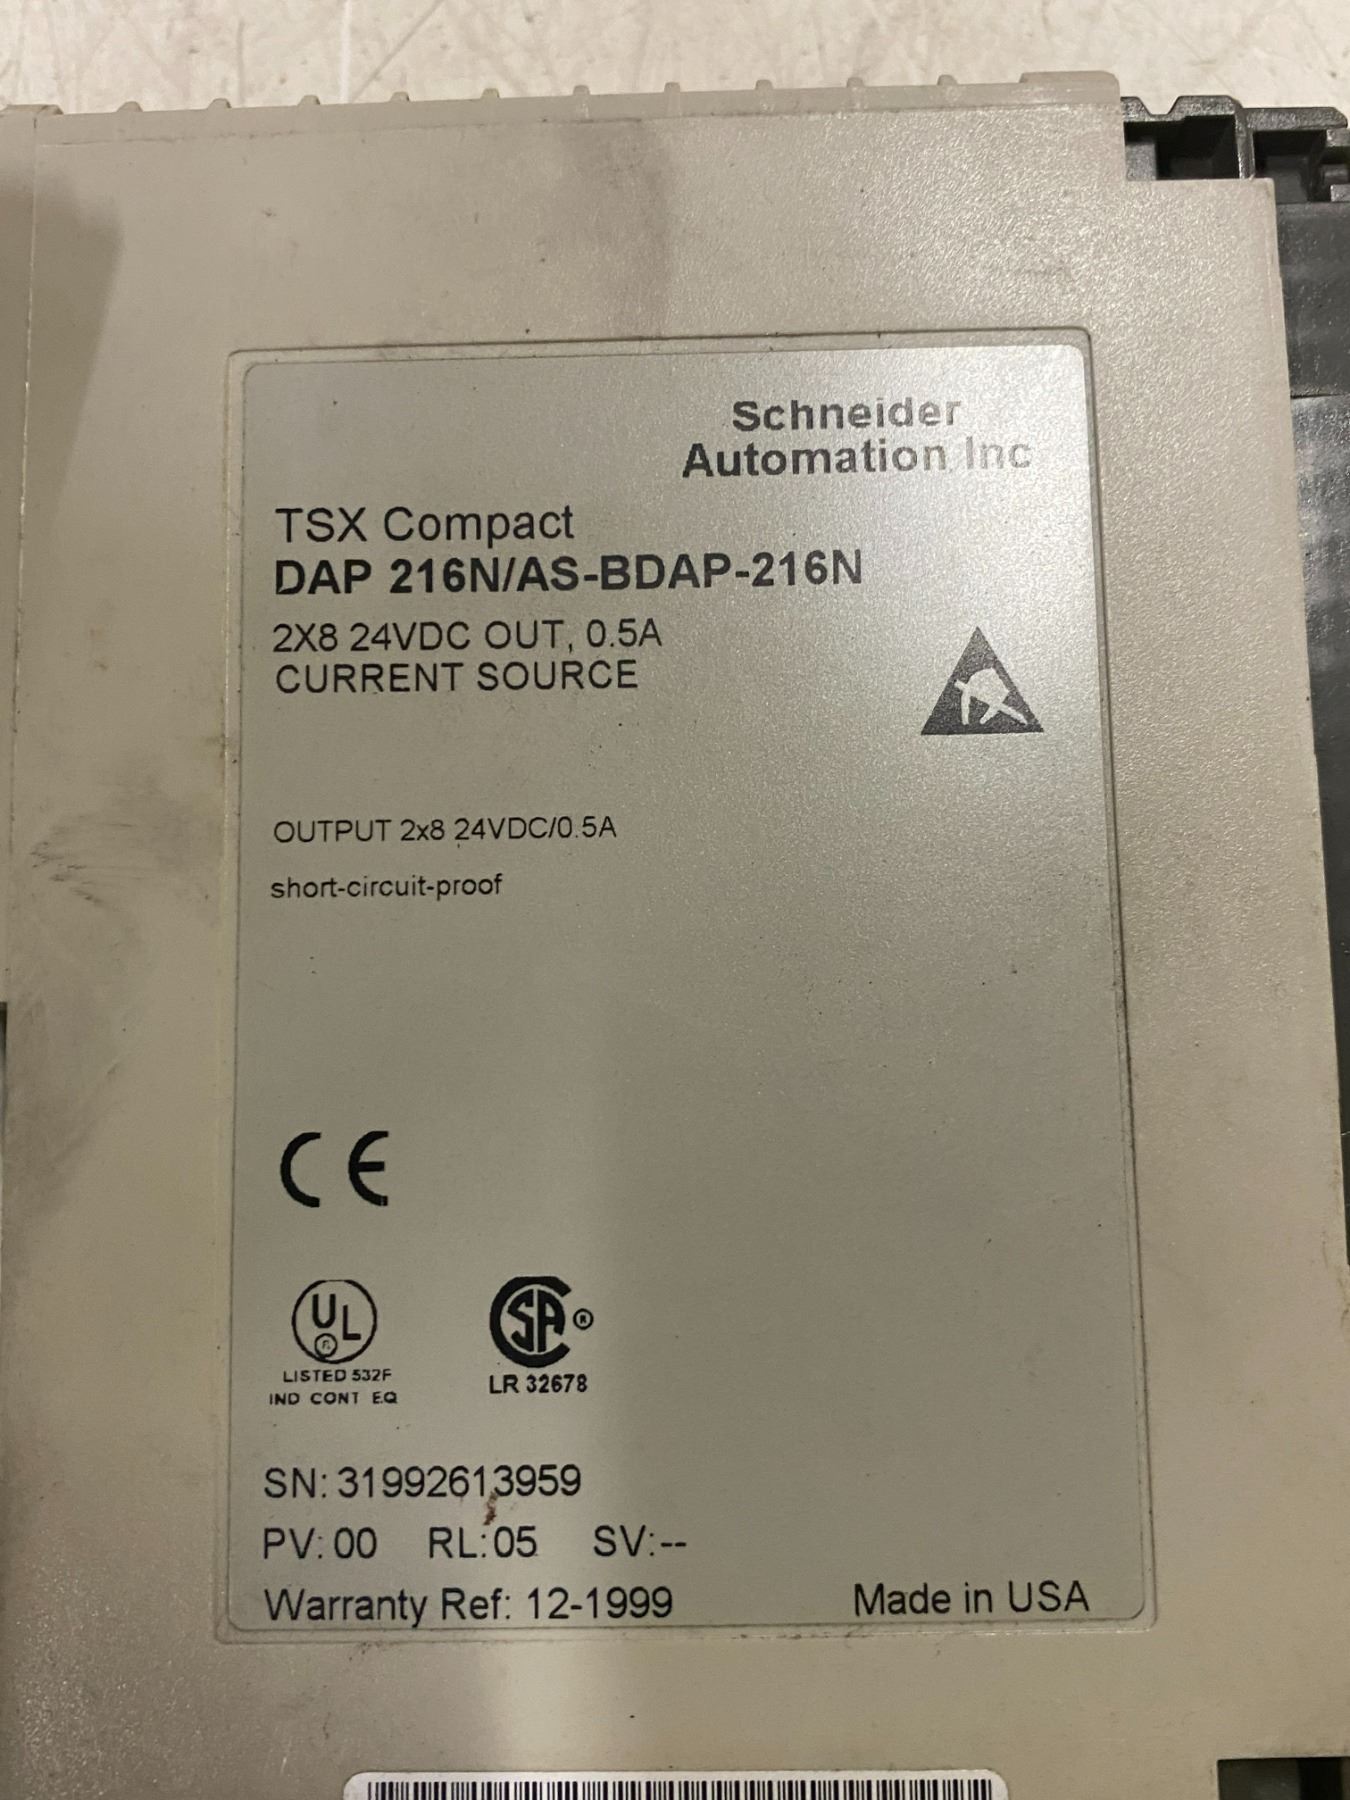 Schneider
Automation Inc
TSX Compact
DAP 216N/AS-BDAP-216N
2X8 24VDC OUT, 0.5A
CURRENT SOURCE
OUTPUT 2x8 24VDC/0.5A
short-circuit-proof
CE
UL
LISTED 532F
IND CONT EQ
SA ®
LR 32678
SN: 31992613959
PV: 00 RL: 05 SV:--
Warranty Ref: 12-1999 Made in USA